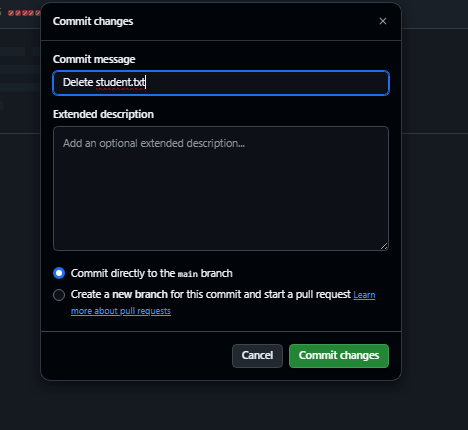 Commit changes
Commit message
Delete student.txt
Extended description
Add an optional extended description...
Commit directly to the main branch
Create a new branch for this commit and start a pull request Learn
more about pull requests
Cancel
Commit changes